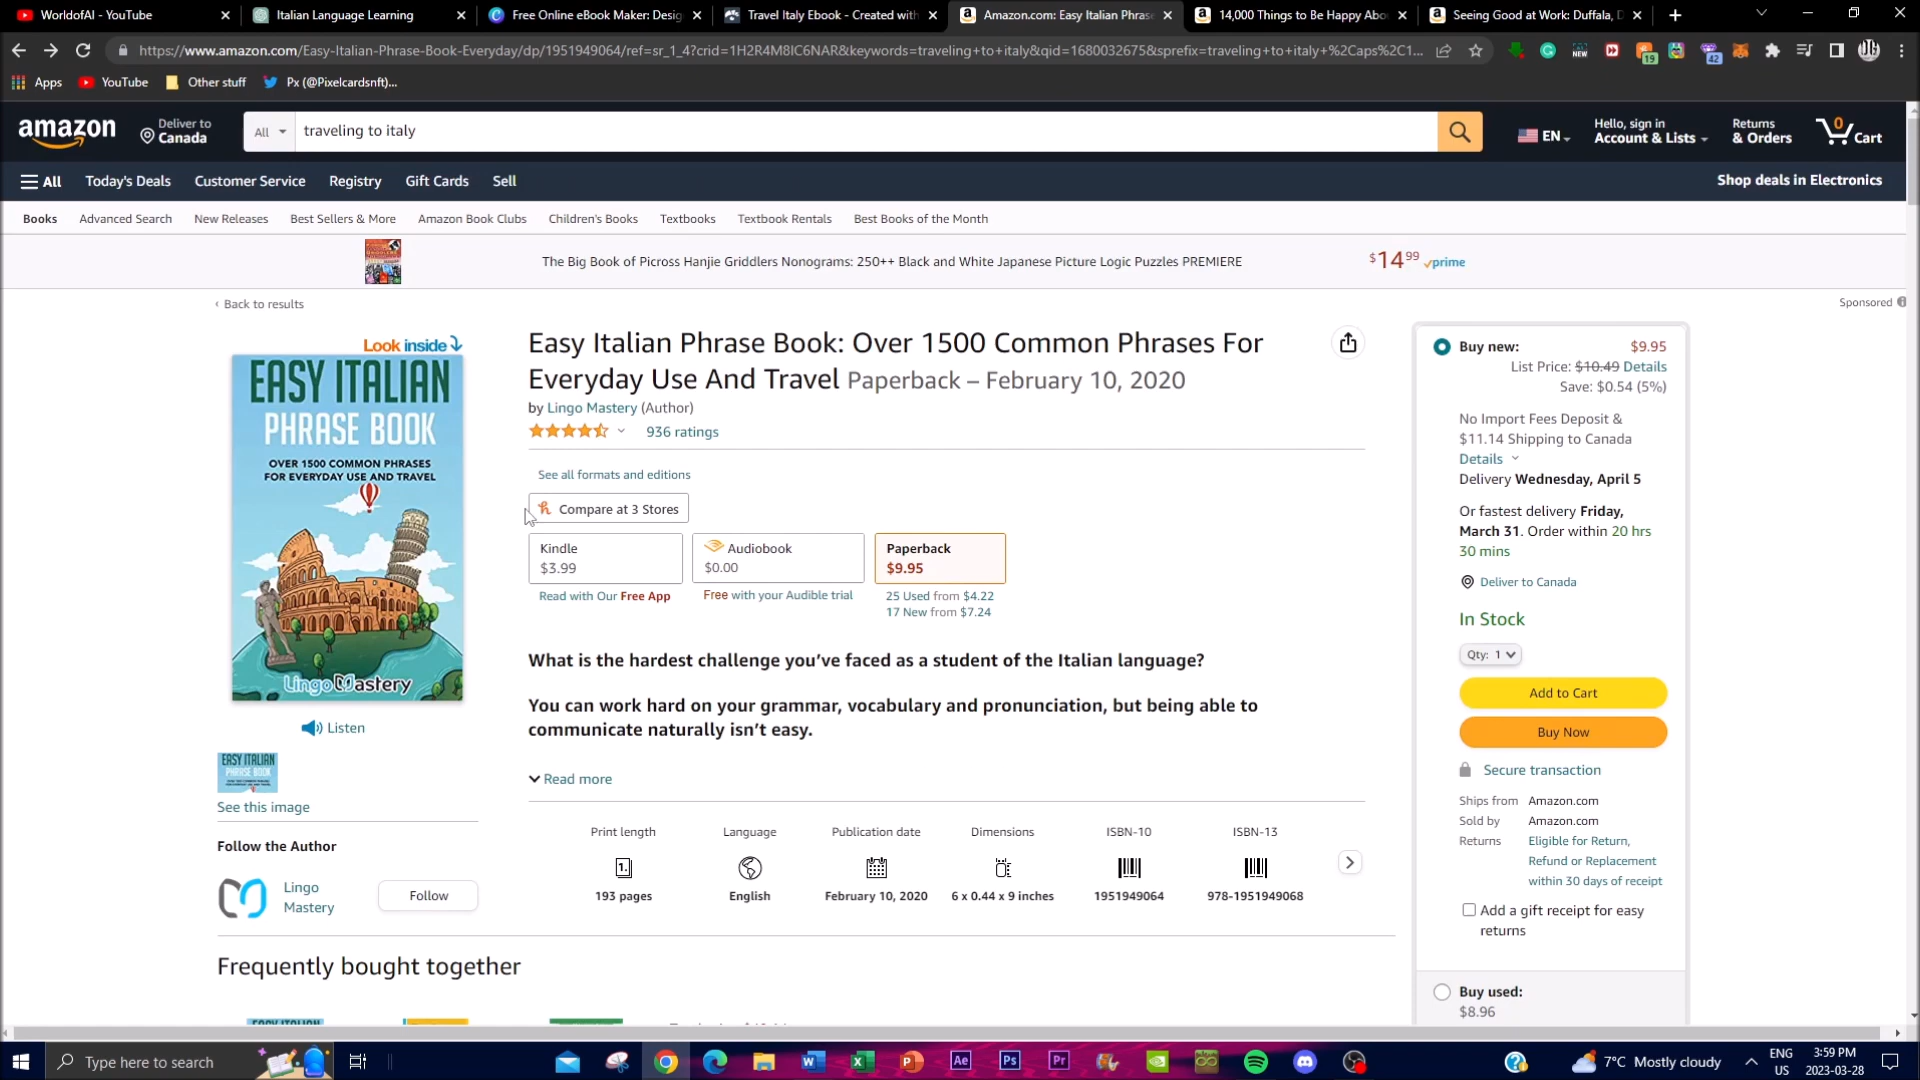 WorldofAI - YouTube
Italian Language Learning
Free Online eBook Maker: Desig
Travel Italy Ebook - Created with
Amazon.com: Easy Italian Phrase
14,000 Things to Be Happy Abo
Seeing Good at Work: Duffala, D
https://www.amazon.com/Easy-Italian-Phrase-Book-Everyday/dp/1951949064/ref=sr_1_4?crid=1H2R4M8IC6NAR&keywords=traveling+to+italy&qid=1680032675&sprefix=traveling+to+italy+%2Caps%2C1...
19
NEW
42
Apps
YouTube
Other stuff
Px (@Pixelcardsnft)...
amazon
Deliver to
Canada
All
traveling to italy
EN
Hello, sign in
Account & Lists
Returns
& Orders
0
Cart
All
Today's Deals
Customer Service
Registry
Gift Cards
Sell
Shop deals in Electronics
Books
Advanced Search
New Releases
Best Sellers & More
Amazon Book Clubs
Children's Books
Textbooks
Textbook Rentals
Best Books of the Month
The Big Book of Picross Hanjie Griddlers Nonograms: 250++ Black and White Japanese Picture Logic Puzzles PREMIERE
$14.99 prime
‹ Back to results
Sponsored
Look inside
EASY ITALIAN
PHRASE BOOK
OVER 1500 COMMON PHRASES
FOR EVERYDAY USE AND TRAVEL
Lingo Mastery
Listen
EASY ITALIAN
PHRASE BOOK
See this image
Follow the Author
Lingo
Mastery
Follow
Easy Italian Phrase Book: Over 1500 Common Phrases For
Everyday Use And Travel Paperback – February 10, 2020
by Lingo Mastery (Author)
936 ratings
See all formats and editions
Compare at 3 Stores
Kindle
$3.99
Read with Our Free App
Audiobook
$0.00
Free with your Audible trial
Paperback
$9.95
25 Used from $4.22
17 New from $7.24
What is the hardest challenge you've faced as a student of the Italian language?
You can work hard on your grammar, vocabulary and pronunciation, but being able to
communicate naturally isn't easy.
Read more
Print length
193 pages
Language
English
Publication date
February 10, 2020
Dimensions
6 x 0.44 x 9 inches
ISBN-10
1951949064
ISBN-13
978-1951949068
Buy new:
$9.95
List Price: $10.49 Details
Save: $0.54 (5%)
No Import Fees Deposit &
$11.14 Shipping to Canada
Details
Delivery Wednesday, April 5
Or fastest delivery Friday,
March 31. Order within 20 hrs
30 mins
Deliver to Canada
In Stock
Qty: 1
Add to Cart
Buy Now
Secure transaction
Ships from Amazon.com
Sold by Amazon.com
Returns Eligible for Return,
Refund or Replacement
within 30 days of receipt
Add a gift receipt for easy
returns
Buy used:
$8.96
Frequently bought together
EASY ITALIAN
Type here to search
Ae
Ps
Pr
7°C Mostly cloudy
ENG
US
3:59 PM
2023-03-28